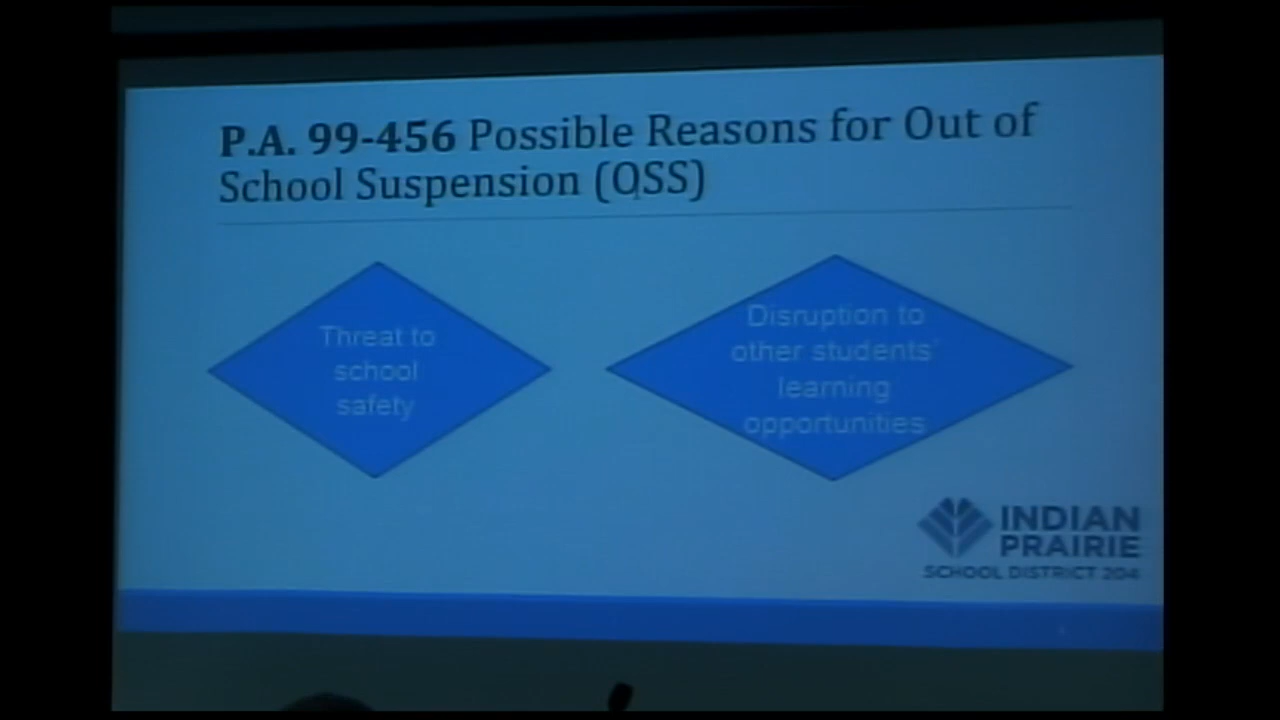 P.A. 99-456 Possible Reasons for Out of
School Suspension (OSS)
Threat to
school
safety
Disruption to
other students'
learning
opportunities
INDIAN
PRAIRIE
SCHOOL DISTRICT 204